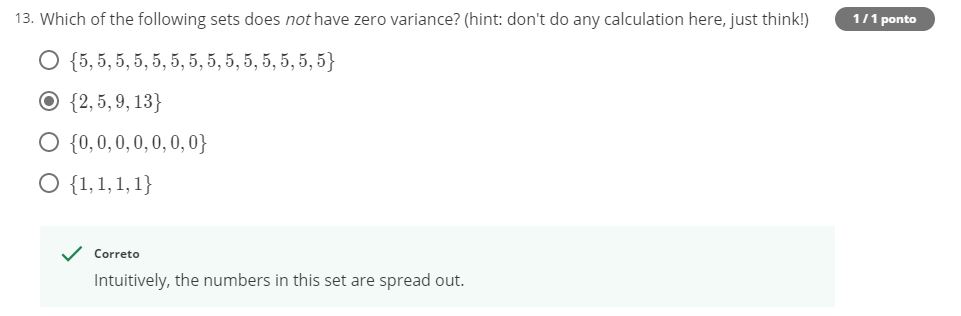 13. Which of the following sets does not have zero variance? (hint: don't do any calculation here, just think!)
1 / 1 ponto
{5, 5, 5, 5, 5, 5, 5, 5, 5, 5, 5, 5, 5, 5}
{2, 5, 9, 13}
{0, 0, 0, 0, 0, 0, 0}
{1, 1, 1, 1}
Correto
Intuitively, the numbers in this set are spread out.